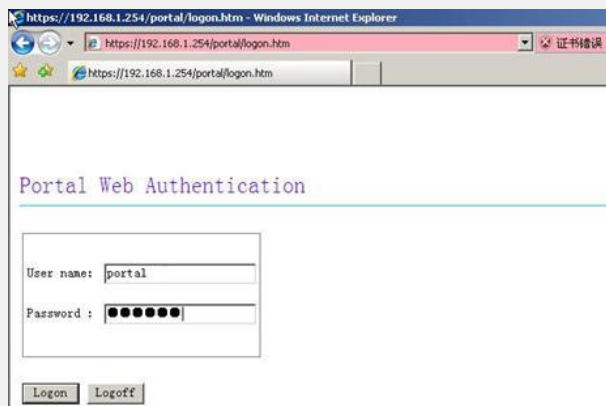 https://192.168.1.254/portal/logon.htm - Windows Internet Explorer
https://192.168.1.254/portal/logon.htm 证书错误
https://192.168.1.254/portal/logon.htm
Portal Web Authentication
User name: portal
Password : ●●●●●●
Logon Logoff